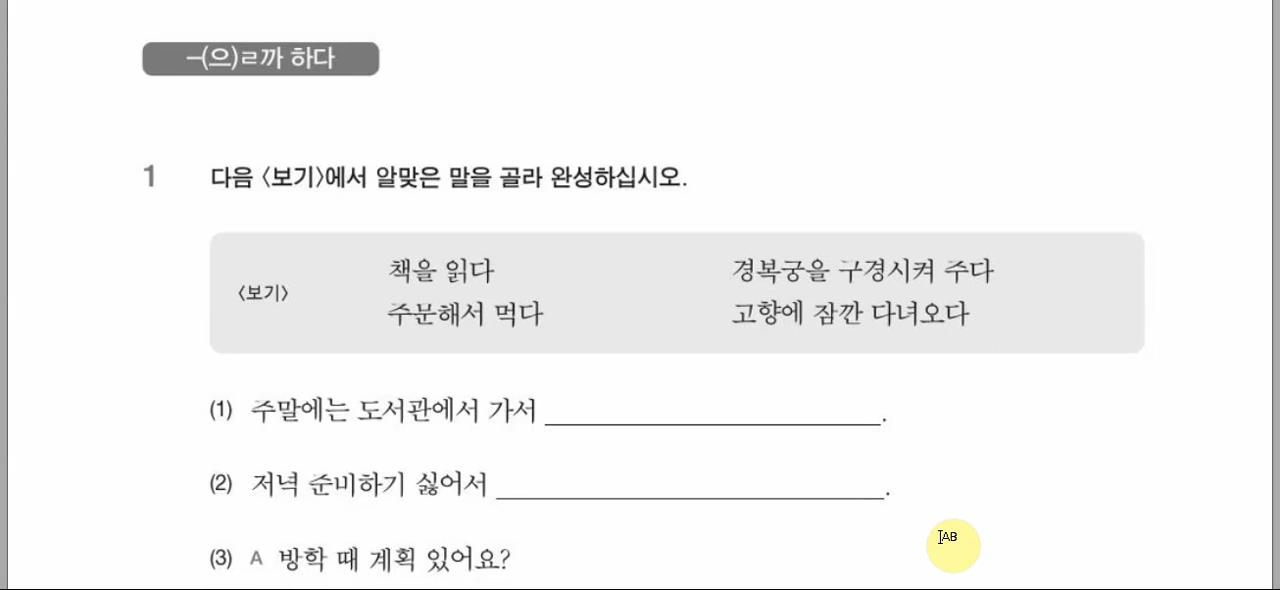 -(으)ㄹ까 하다
1 다음 〈보기〉에서 알맞은 말을 골라 완성하십시오.
〈보기〉
책을 읽다 경복궁을 구경시켜 주다
주문해서 먹다 고향에 잠깐 다녀오다
(1) 주말에는 도서관에서 가서 ______________________.
(2) 저녁 준비하기 싫어서 ______________________.
(3) A 방학 때 계획 있어요?
AB